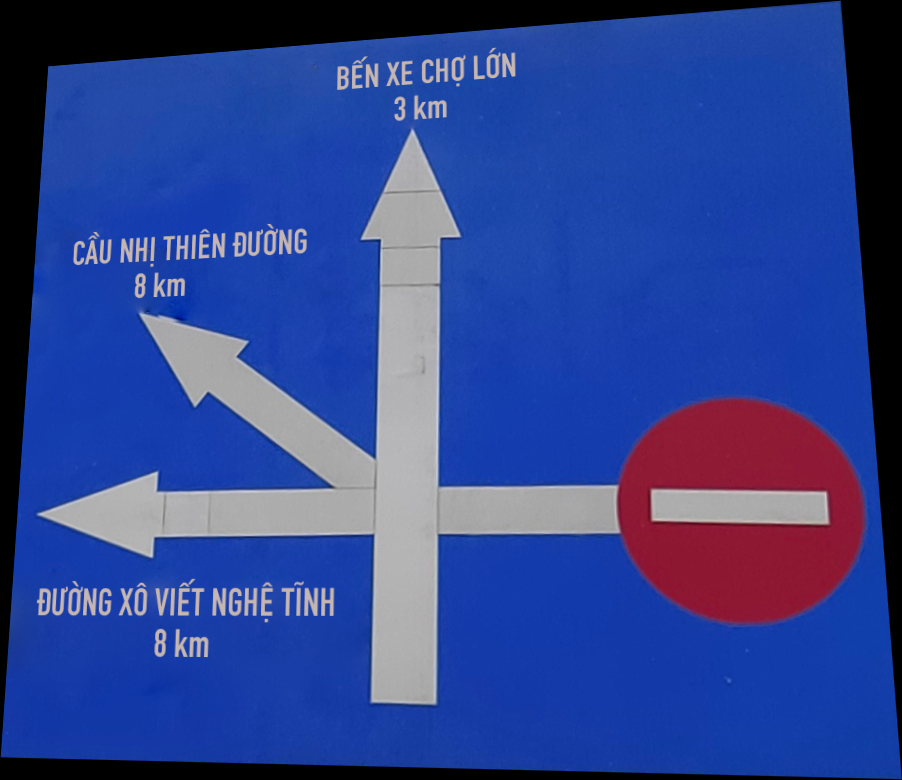 BẾN XE CHỢ LỚN
3 km
CẦU NHỊ THIÊN ĐƯỜNG
8 km
ĐƯỜNG XÔ VIẾT NGHỆ TĨNH
8 km